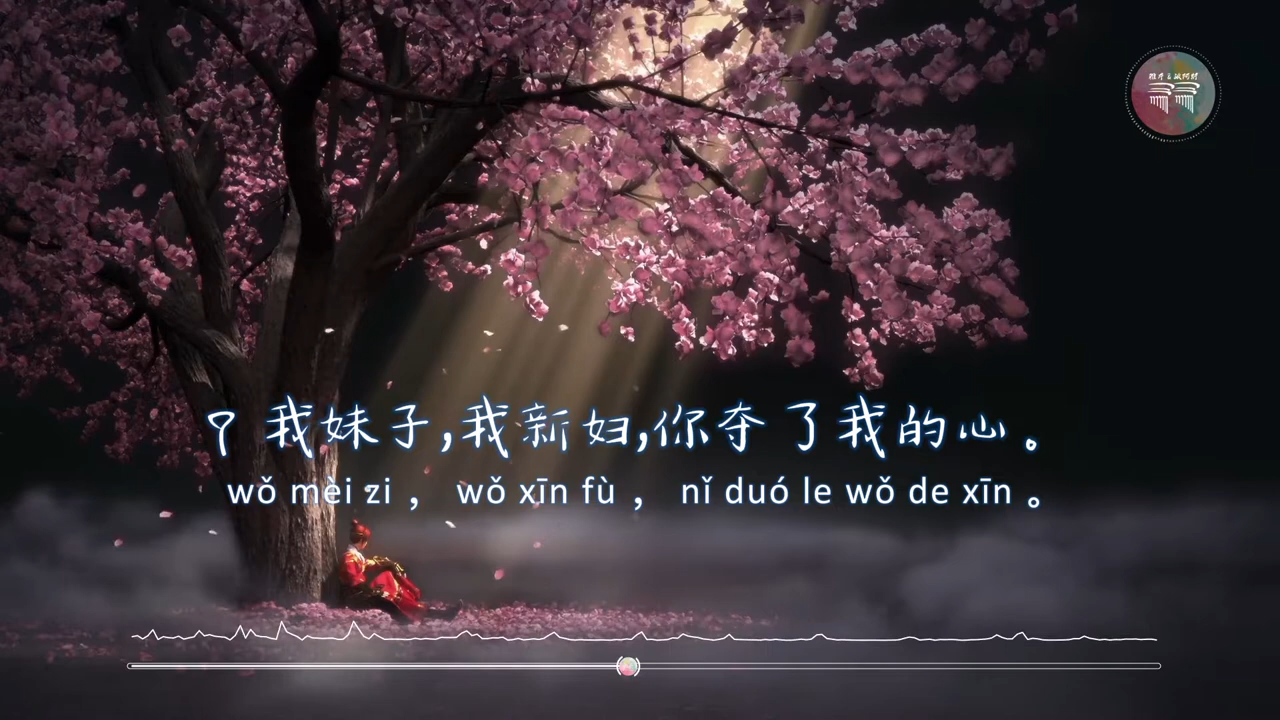 ㄗ 我妹子,我新妇,你夺了我的心。
wǒ mèi zi ， wǒ xīn fù ， nǐ duó le wǒ de xīn 。